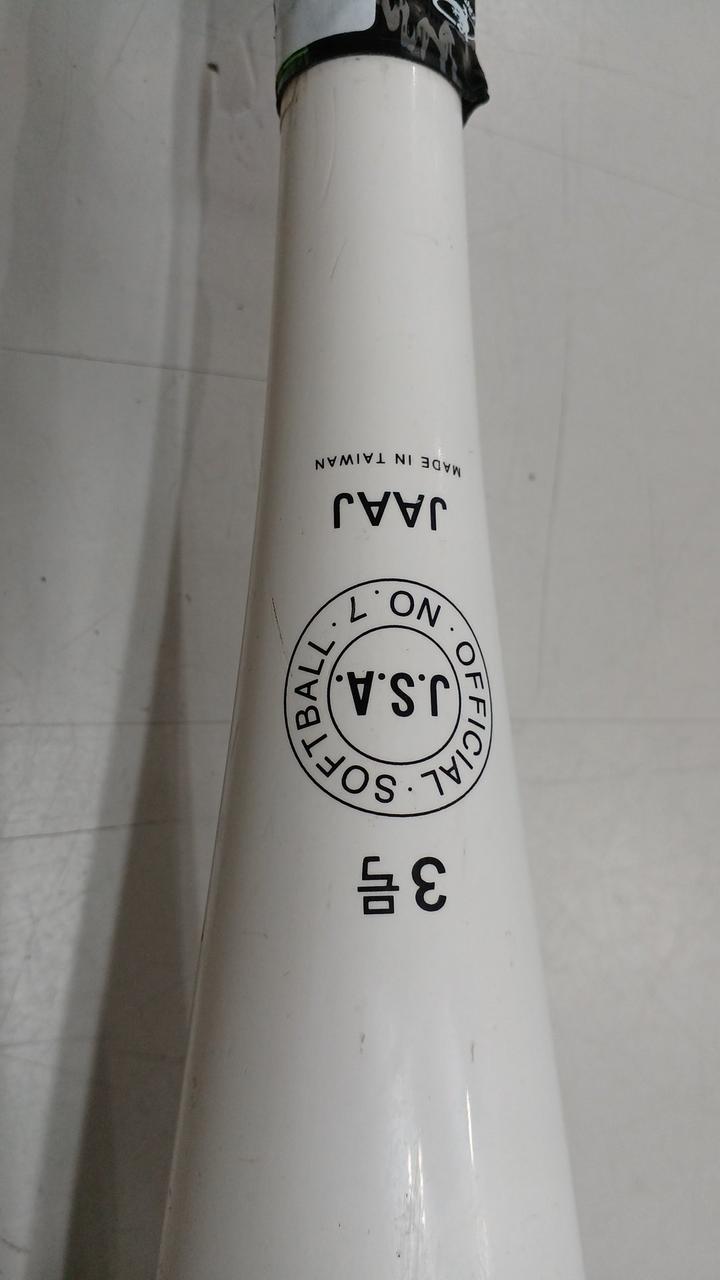 3号
OFFICIAL · SOFTBALL · NO. 7 ·
J.S.A.
JAAJ
MADE IN TAIWAN